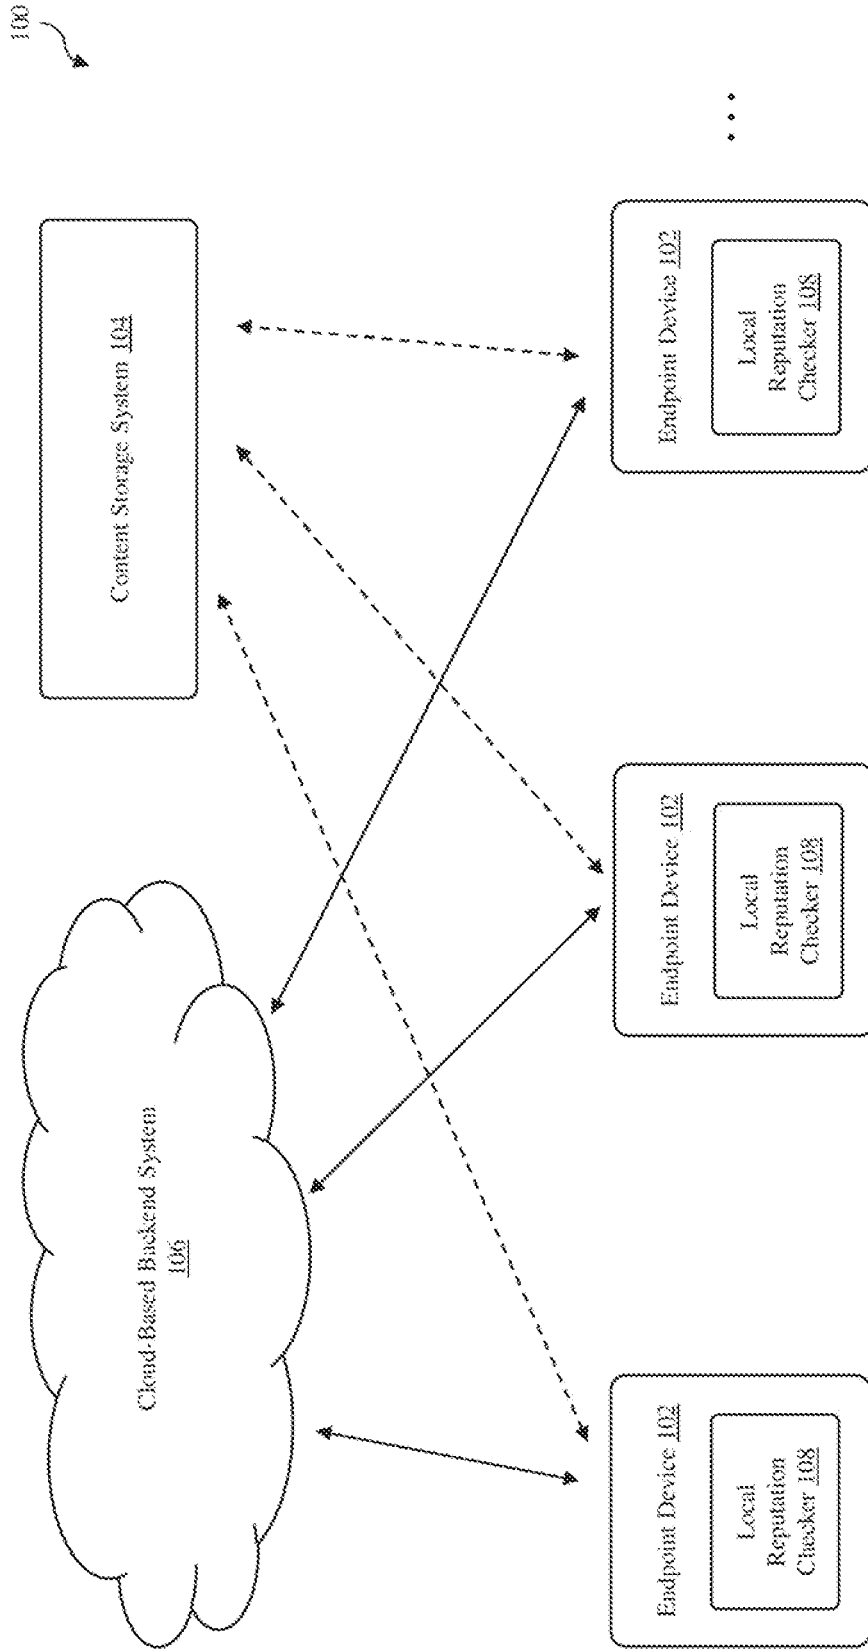 100
Cloud-Based Backend System
106
Content Storage System 104
Endpoint Device 102
Local
Reputation
Checker 108
Endpoint Device 102
Local
Reputation
Checker 108
Endpoint Device 102
Local
Reputation
Checker 108